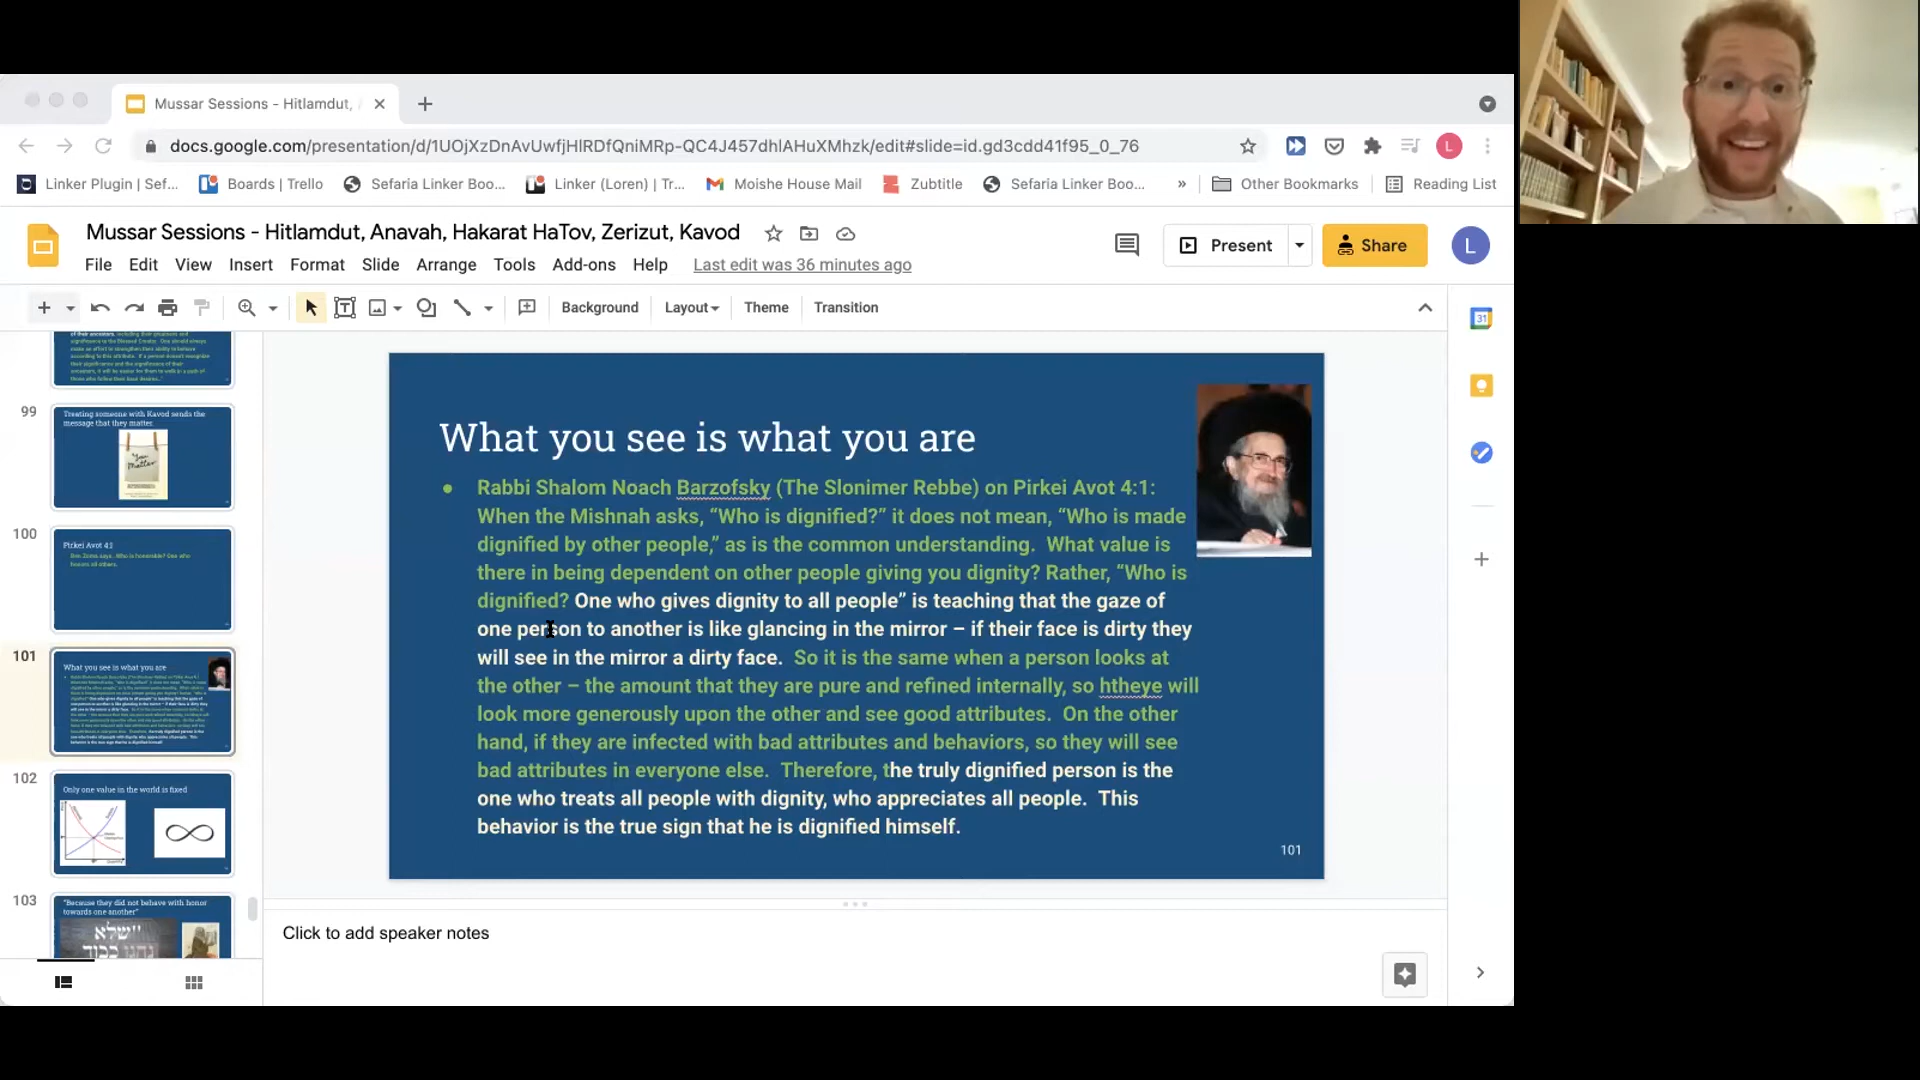 Mussar Sessions - Hitlamdut,
docs.google.com/presentation/d/1UOjXzDnAvUwfjHlRDfQniMRp-QC4J457dhlAHuXMhzk/edit#slide=id.gd3cdd41f95_0_76
L
Linker Plugin | Sef... Boards | Trello Sefaria Linker Boo... Linker (Loren) | Tr... Moishe House Mail Zubtitle Sefaria Linker Boo... » Other Bookmarks Reading List
Mussar Sessions - Hitlamdut, Anavah, Hakarat HaTov, Zerizut, Kavod
Present Share L
File Edit View Insert Format Slide Arrange Tools Add-ons Help Last edit was 36 minutes ago
Background Layout Theme Transition
31
99
Treating someone with Kavod sends the
message that they matter.
You
Matter
100
Pirkei Avot 4:1
Ben Zoma says: Who is honorable? One who
honors all others.
101
What you see is what you are
102
Only one value in the world is fixed
103
"Because they did not behave with honor
towards one another"
What you see is what you are
● Rabbi Shalom Noach Barzofsky (The Slonimer Rebbe) on Pirkei Avot 4:1:
When the Mishnah asks, “Who is dignified?” it does not mean, “Who is made
dignified by other people,” as is the common understanding. What value is
there in being dependent on other people giving you dignity? Rather, “Who is
dignified? One who gives dignity to all people” is teaching that the gaze of
one person to another is like glancing in the mirror – if their face is dirty they
will see in the mirror a dirty face. So it is the same when a person looks at
the other – the amount that they are pure and refined internally, so htheye will
look more generously upon the other and see good attributes. On the other
hand, if they are infected with bad attributes and behaviors, so they will see
bad attributes in everyone else. Therefore, the truly dignified person is the
one who treats all people with dignity, who appreciates all people. This
behavior is the true sign that he is dignified himself.
101
Click to add speaker notes